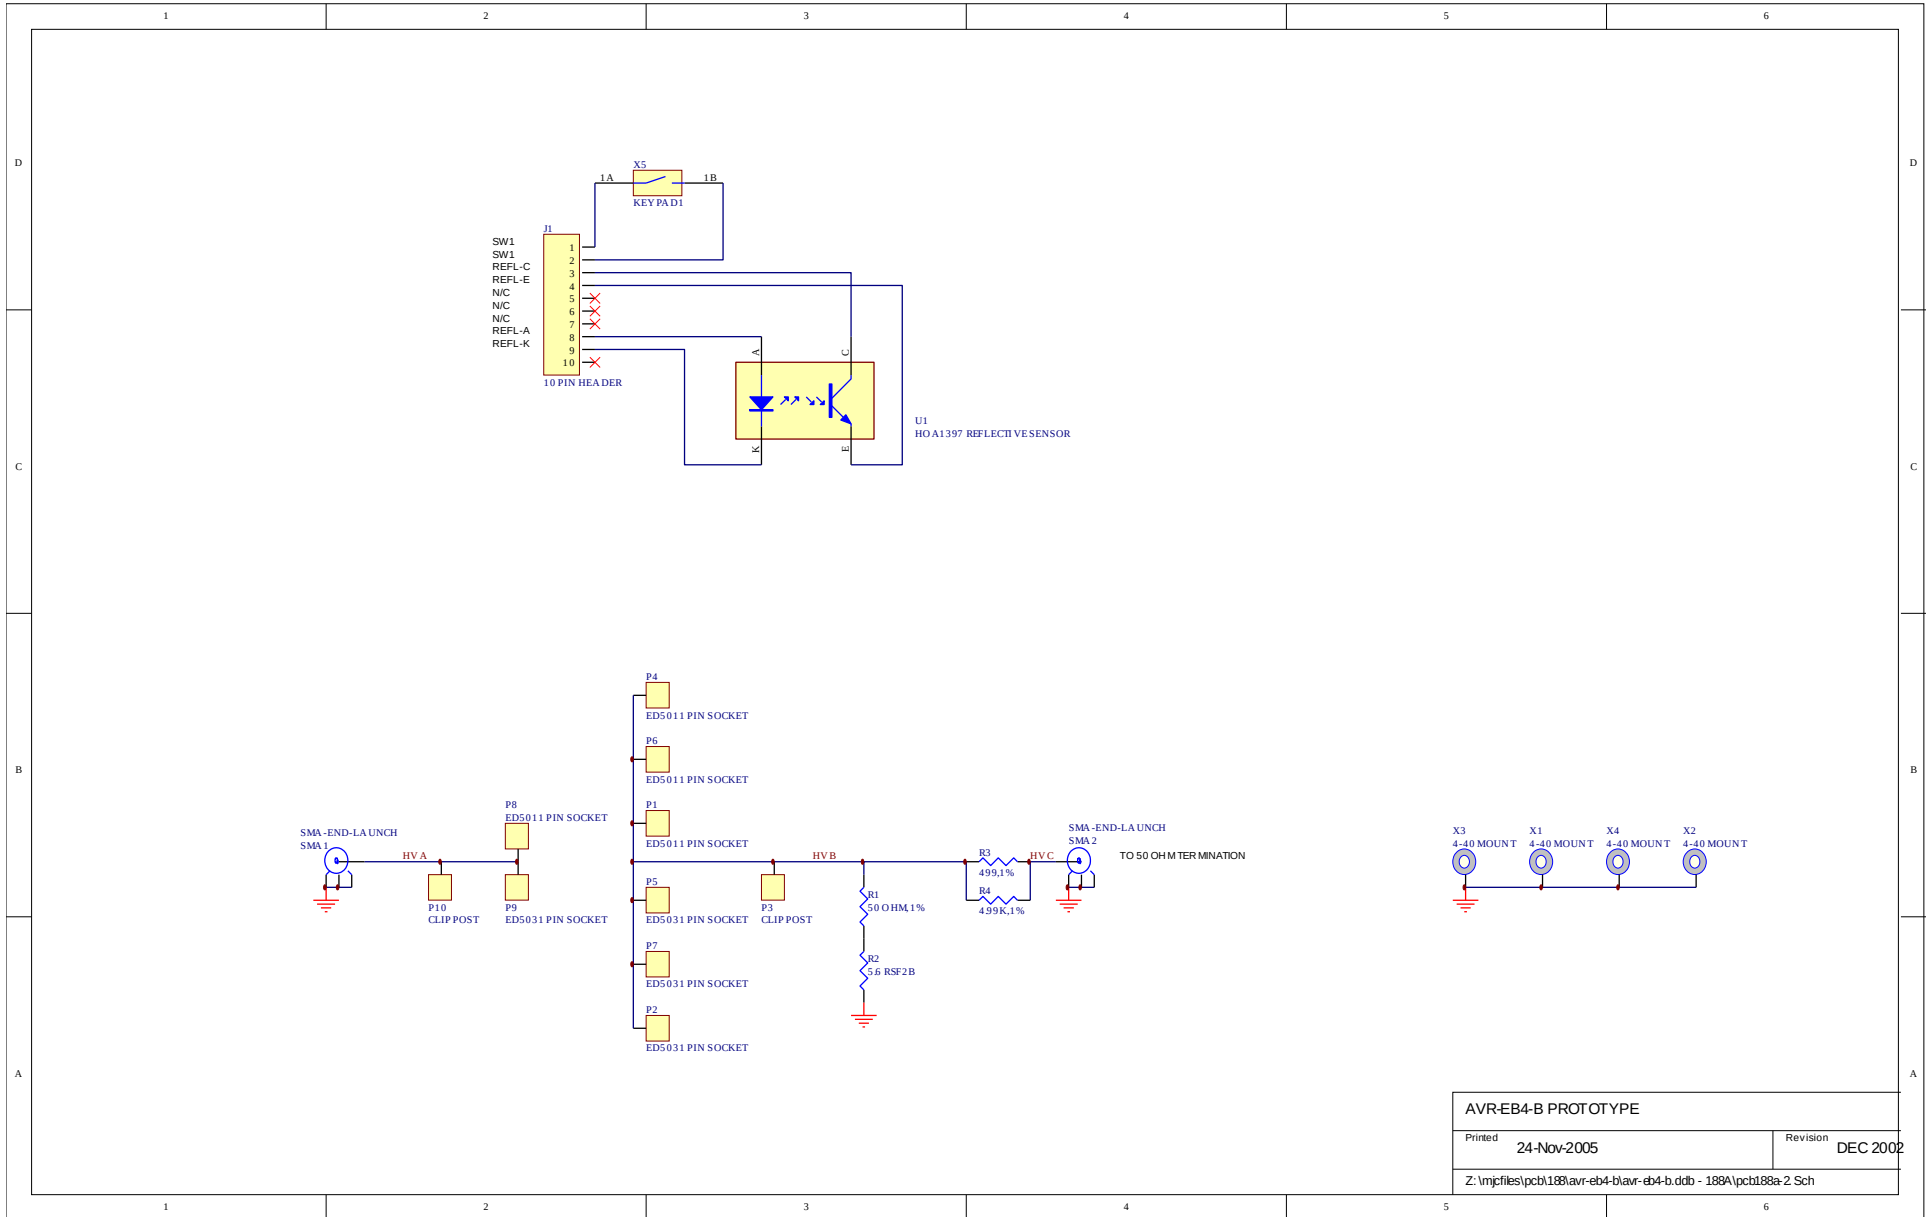 1 2 3 4 5 6
D D
X5
1A 1B
KEYPAD1
J1
SW1 1
SW1 2
REFL-C 3
REFL-E 4
N/C 5
N/C 6
N/C 7
REFL-A 8
REFL-K 9
10
10 PIN HEADER
A C
K E
U1
HOA1397 REFLECTIVE SENSOR
C C
P4
ED5011 PIN SOCKET
P6
ED5011 PIN SOCKET
B B
P8
ED5011 PIN SOCKET
P1
ED5011 PIN SOCKET
SMA-END-LAUNCH
SMA1
HVA
P10
CLIP POST
P9
ED5031 PIN SOCKET
P5
ED5031 PIN SOCKET
P3
CLIP POST
HVB
R1
50 OHM, 1%
R2
5.6 RSF2B
R3
499, 1%
R4
4.99K, 1%
HVC
SMA-END-LAUNCH
SMA2
TO 50 OHM TERMINATION
X3
4-40 MOUNT
X1
4-40 MOUNT
X4
4-40 MOUNT
X2
4-40 MOUNT
P7
ED5031 PIN SOCKET
P2
ED5031 PIN SOCKET
A A
AVR-EB4-B PROTOTYPE
Printed 24-Nov-2005
Revision DEC 2002
Z:\mjcfiles\pcb\188\avr-eb4-b\avr-eb4-b.ddb - 188A\pcb188a-2.Sch
1 2 3 4 5 6